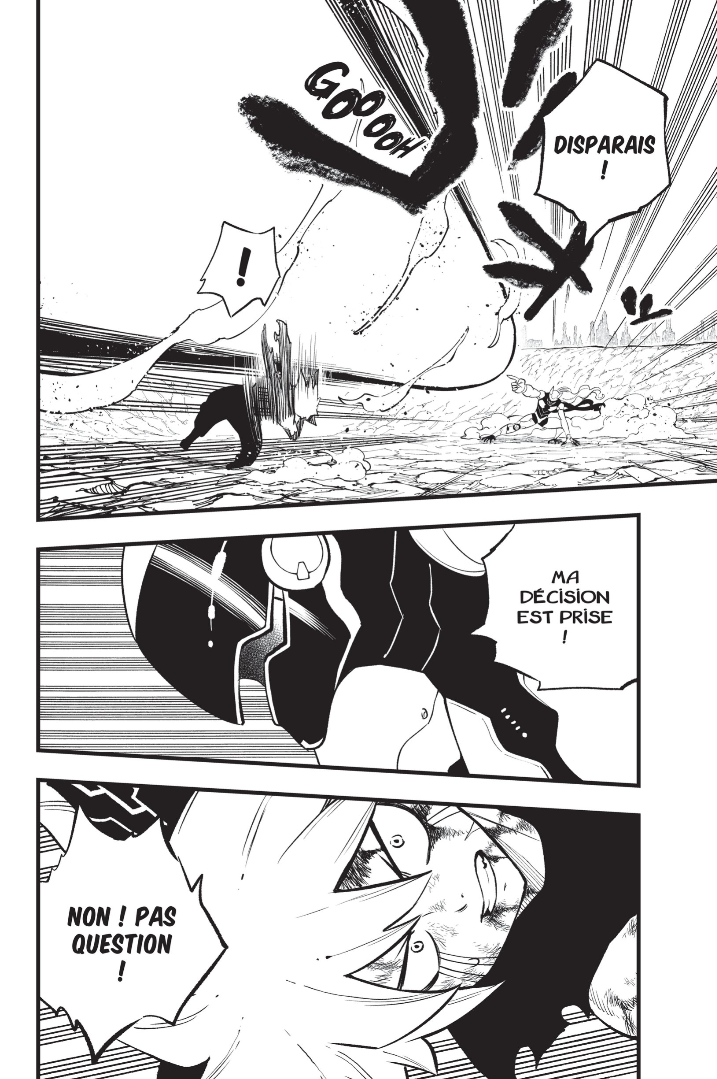 DISPARAIS
!
GOOOOH
!
MA
DÉCISION
EST PRISE
!
NON ! PAS
QUESTION
!